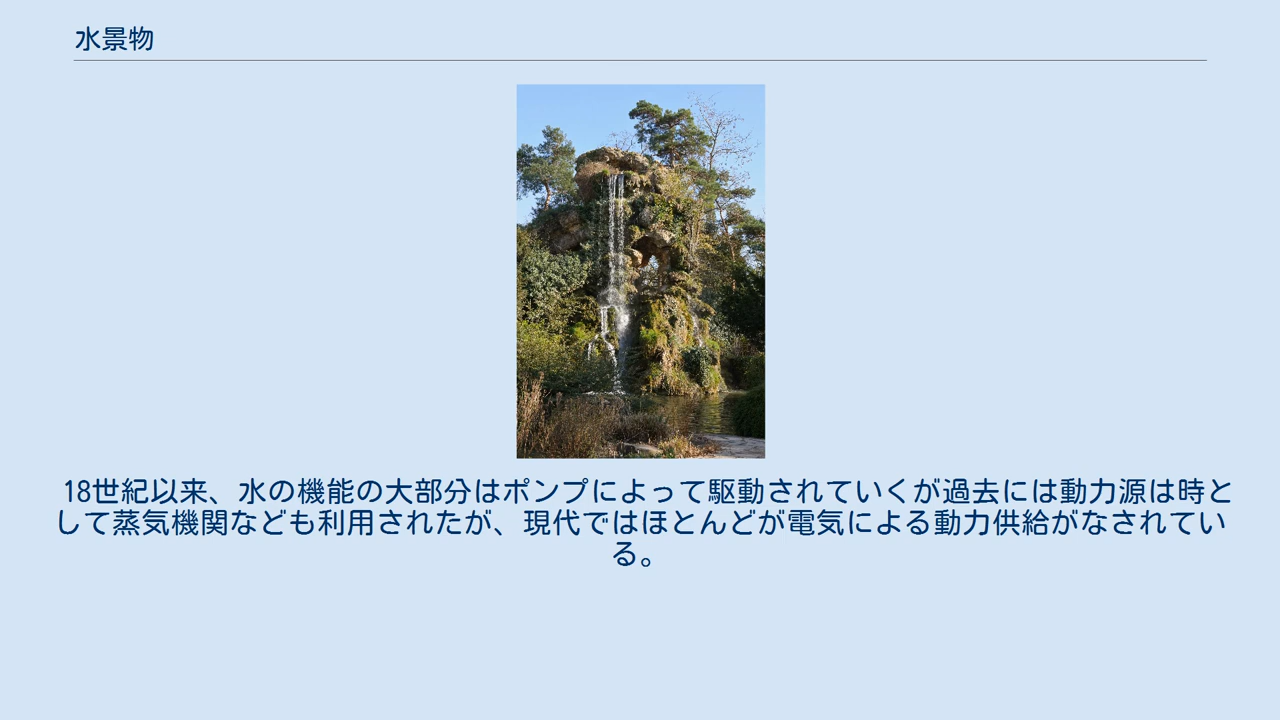 水景物
18世紀以来、水の機能の大部分はポンプによって駆動されていくが過去には動力源は時と
して蒸気機関なども利用されたが、現代ではほとんどが電気による動力供給がなされてい
る。